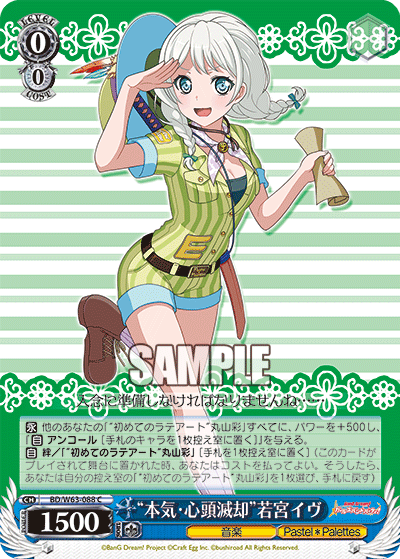 LEVEL
0
0
COST
SAMPLE
入念に準備しなければなりませんね……
永 他のあなたの「“初めてのラテアート”丸山彩」すべてに、パワーを+500し、
『自 アンコール［手札のキャラを1枚控え室に置く］』を与える。
自 絆／「“初めてのラテアート”丸山彩」［手札を1枚控え室に置く］（このカードが
プレイされて舞台に置かれた時、あなたはコストを払ってよい。そうしたら、
あなたは自分の控え室の「“初めてのラテアート”丸山彩」を1枚選び、手札に戻す）
CH BD/W63-088 C
1500
“本気・心頭滅却”若宮イヴ
音楽
Pastel＊Palettes
©BanG Dream! Project ©Craft Egg Inc. ©bushiroad All Rights Reserved.